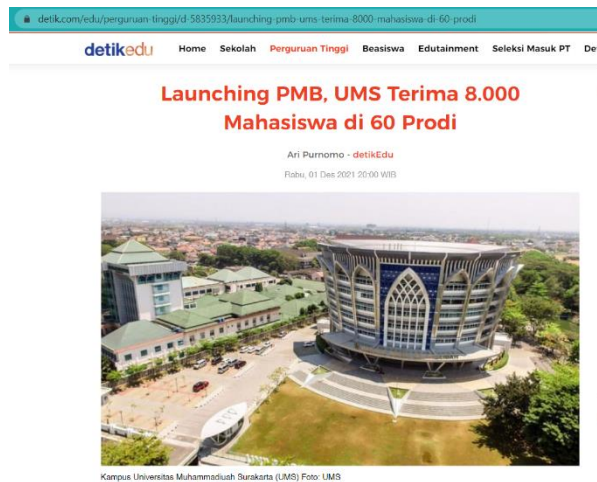 detik.com/edu/perguruan-tinggi/d-5835933/launching-pmb-ums-terima-8000-mahasiswa-di-60-prodi
detikedu Home Sekolah Perguruan Tinggi Beasiswa Edutainment Seleksi Masuk PT
Launching PMB, UMS Terima 8.000
Mahasiswa di 60 Prodi
Ari Purnomo - detikEdu
Rabu, 01 Des 2021 20:00 WIB
Kampus Universitas Muhammadiuah Surakarta (UMS) Foto: UMS